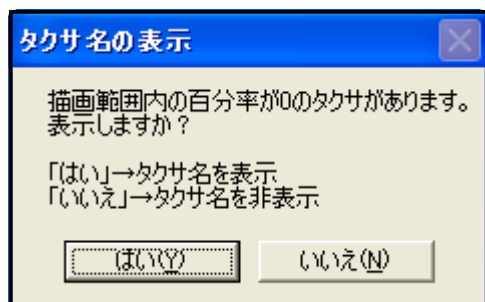 タクサ名の表示
描画範囲内の百分率が0のタクサがあります。
表示しますか？
「はい」→タクサ名を表示
「いいえ」→タクサ名を非表示
はい(Y)
いいえ(N)